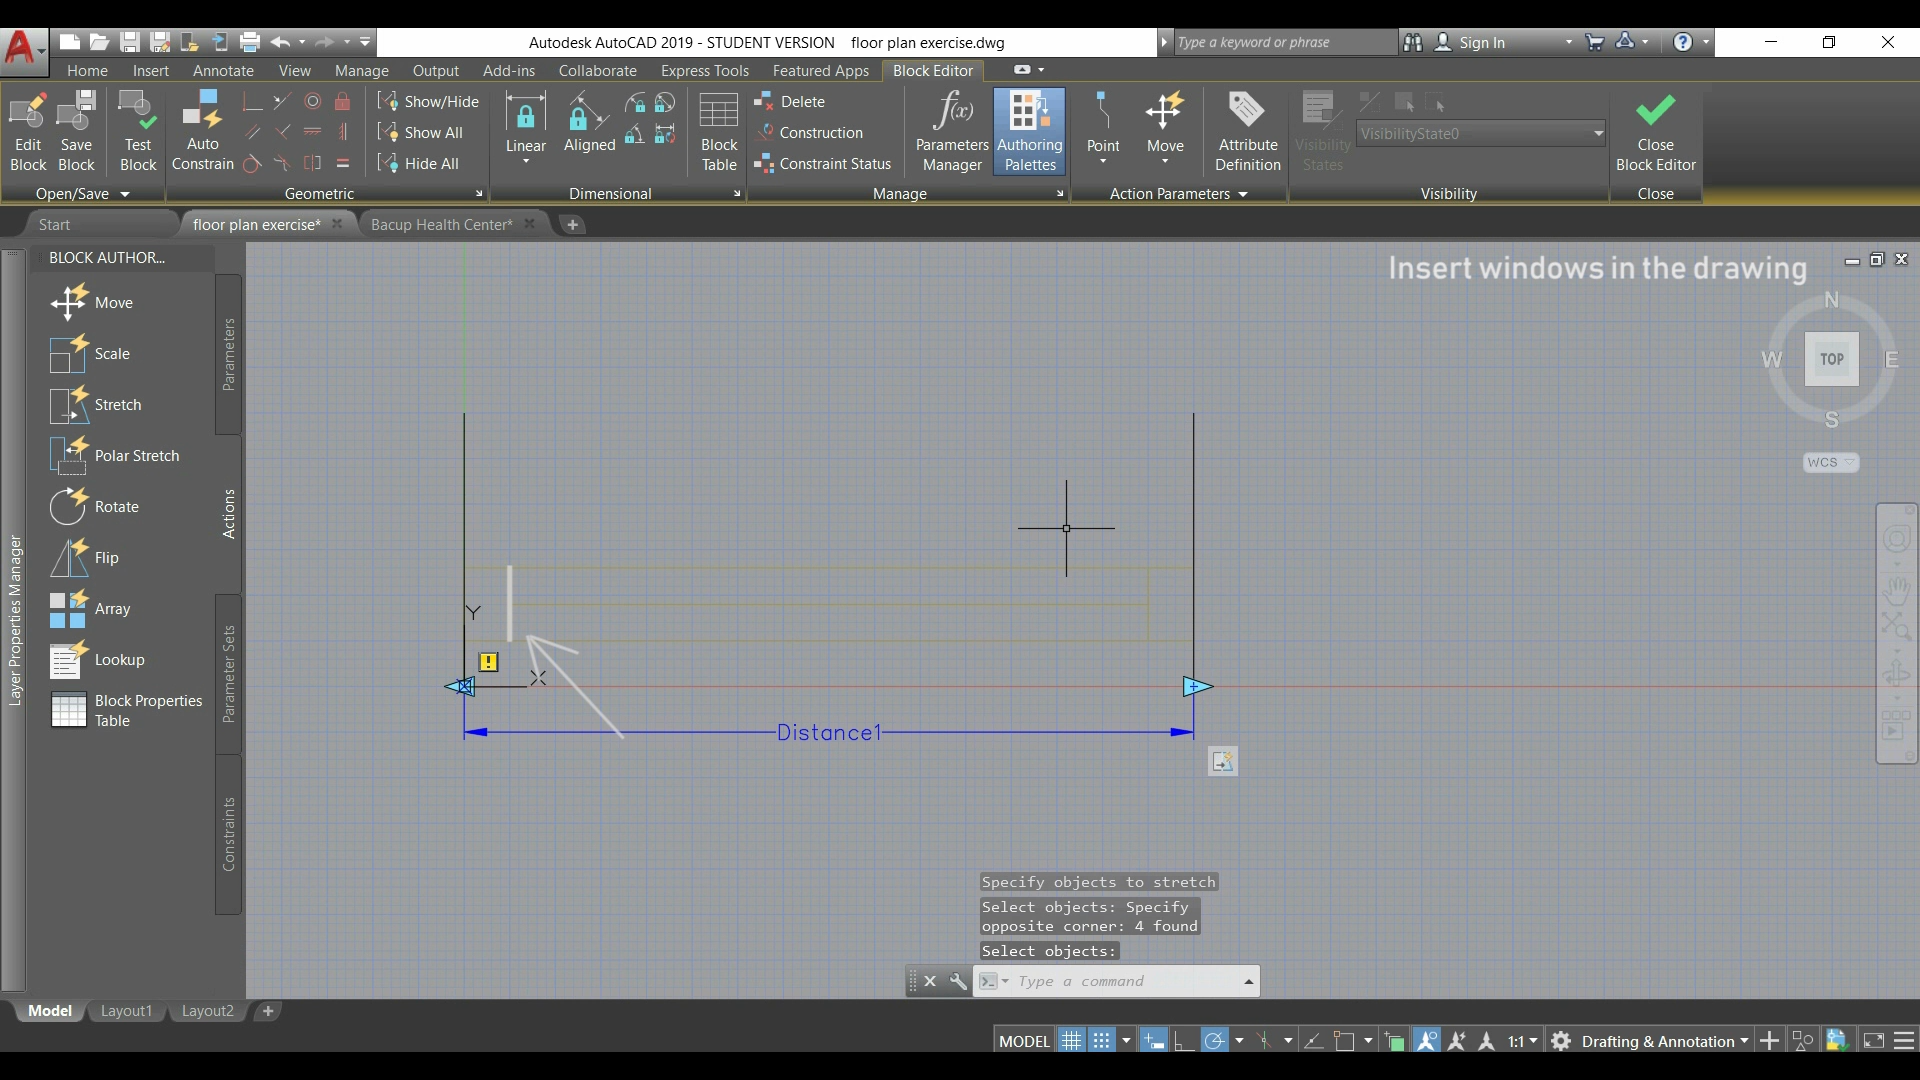 Autodesk AutoCAD 2019 - STUDENT VERSION floor plan exercise.dwg
Type a keyword or phrase
Sign In
Home Insert Annotate View Manage Output Add-ins Collaborate Express Tools Featured Apps Block Editor
Edit Block
Save Block
Test Block
Auto Constrain
Show/Hide
Show All
Hide All
Linear
Aligned
Block Table
Delete
Construction
Constraint Status
Parameters Manager
Authoring Palettes
Point
Move
Attribute Definition
Visibility States
VisibilityState0
Close Block Editor
Open/Save
Geometric
Dimensional
Manage
Action Parameters
Visibility
Close
Start
floor plan exercise*
Bacup Health Center*
BLOCK AUTHOR...
Move
Scale
Stretch
Polar Stretch
Rotate
Flip
Array
Lookup
Block Properties
Table
Parameters
Actions
Parameter Sets
Constraints
Layer Properties Manager
Insert windows in the drawing
N
W
TOP
E
S
WCS
Y
X
Distance1
Specify objects to stretch
Select objects: Specify
opposite corner: 4 found
Select objects:
Type a command
Model Layout1 Layout2
MODEL
1:1
Drafting & Annotation